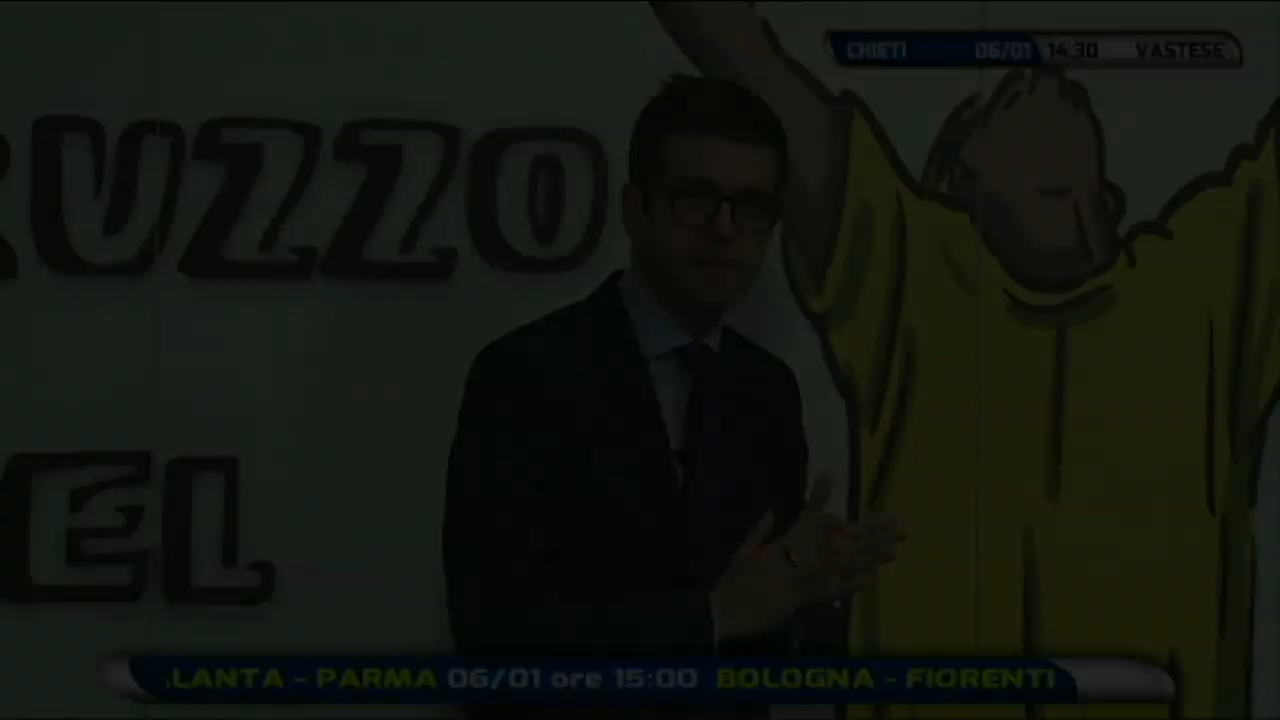 CHIETI 06/01 14:30 VASTESE
RUZZO
EL
LANTA - PARMA 06/01 ore 15:00 BOLOGNA - FIORENTI